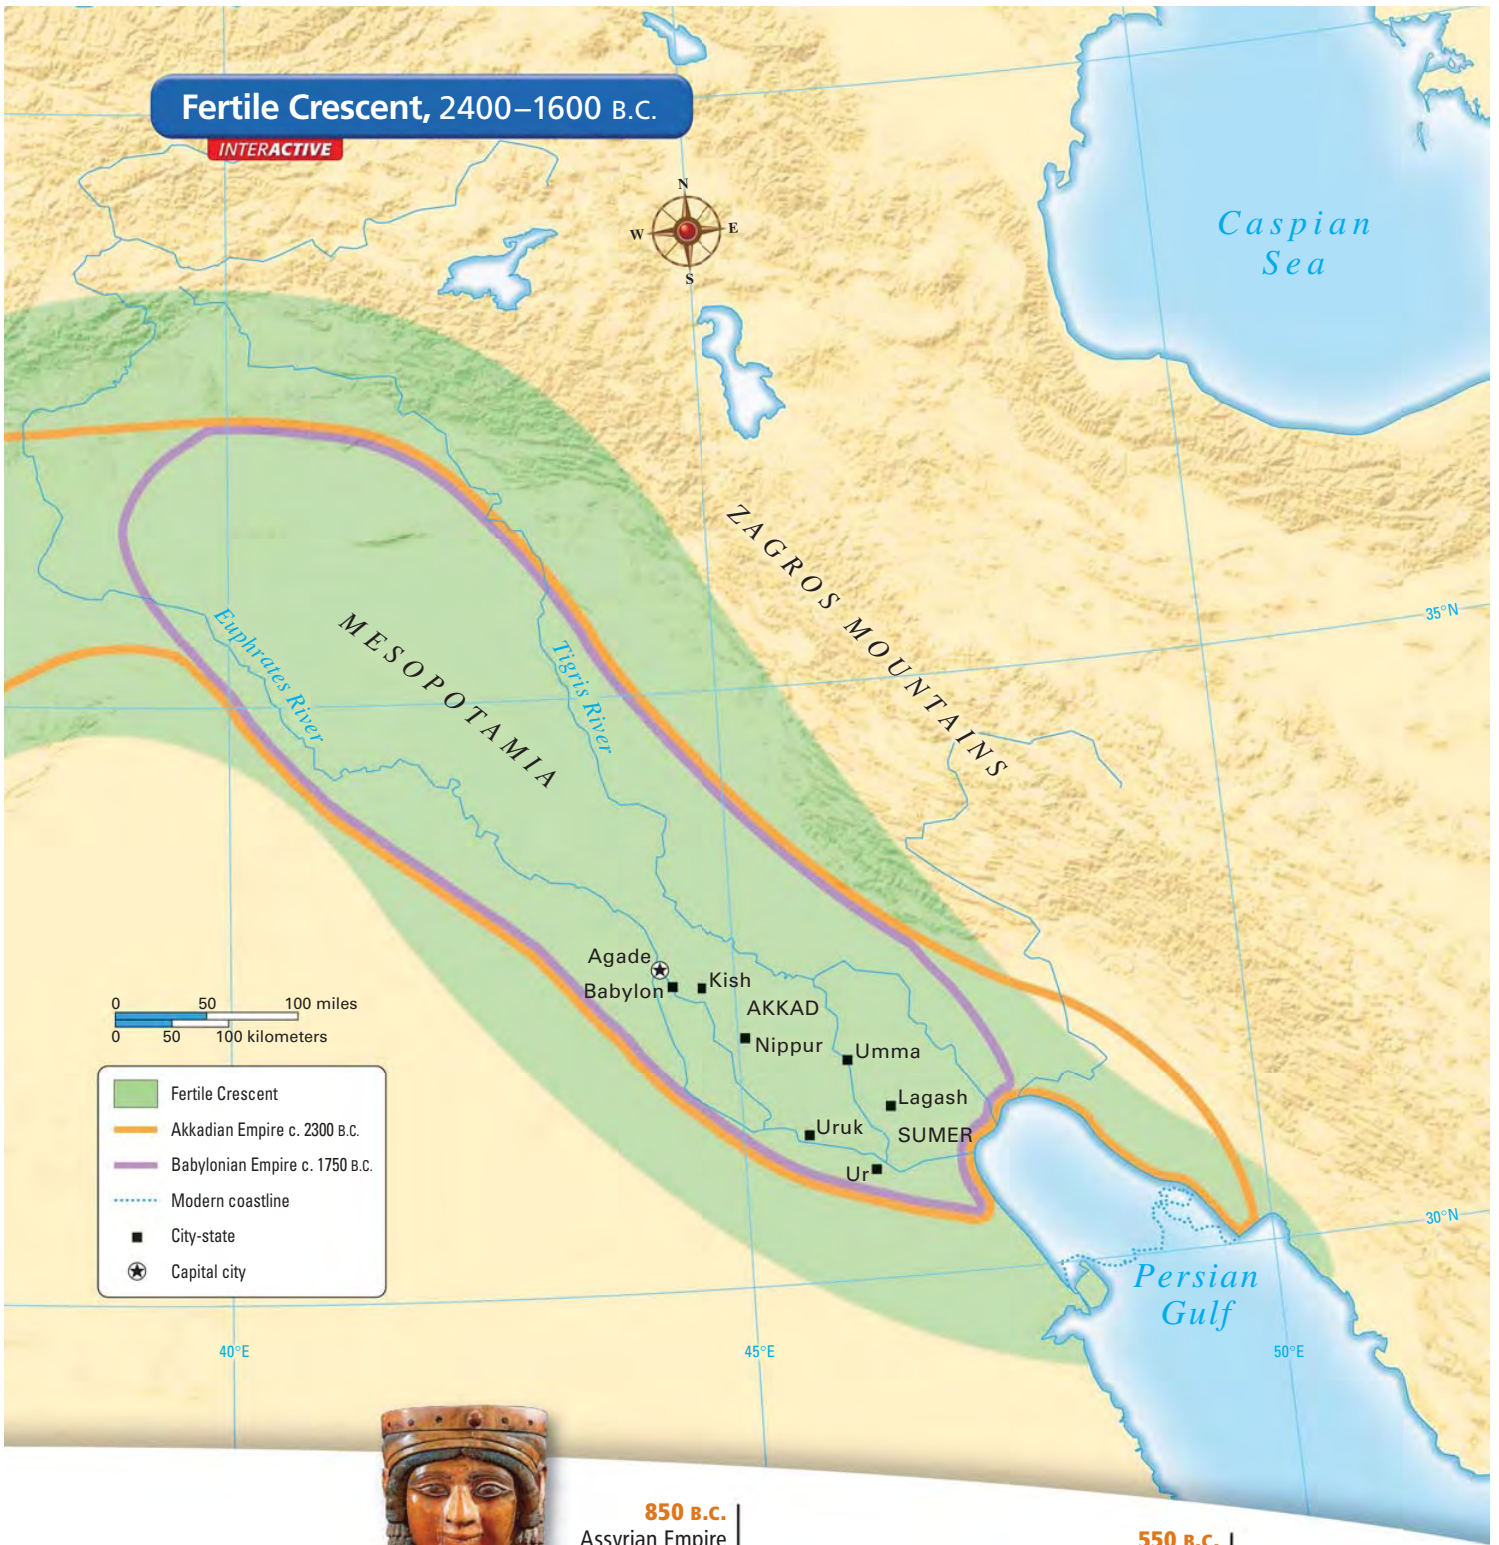 Fertile Crescent, 2400–1600 B.C.
INTERACTIVE
N
W
E
S
Caspian
Sea
ZAGROS MOUNTAINS
35°N
MESOPOTAMIA
Euphrates River
Tigris River
Agade
Babylon
Kish
AKKAD
Nippur
Umma
Lagash
Uruk
SUMER
Ur
0 50 100 miles
0 50 100 kilometers
Fertile Crescent
Akkadian Empire c. 2300 B.C.
Babylonian Empire c. 1750 B.C.
Modern coastline
City-state
Capital city
30°N
Persian
Gulf
40°E
45°E
50°E
850 B.C.
Assyrian Empire
550 B.C.